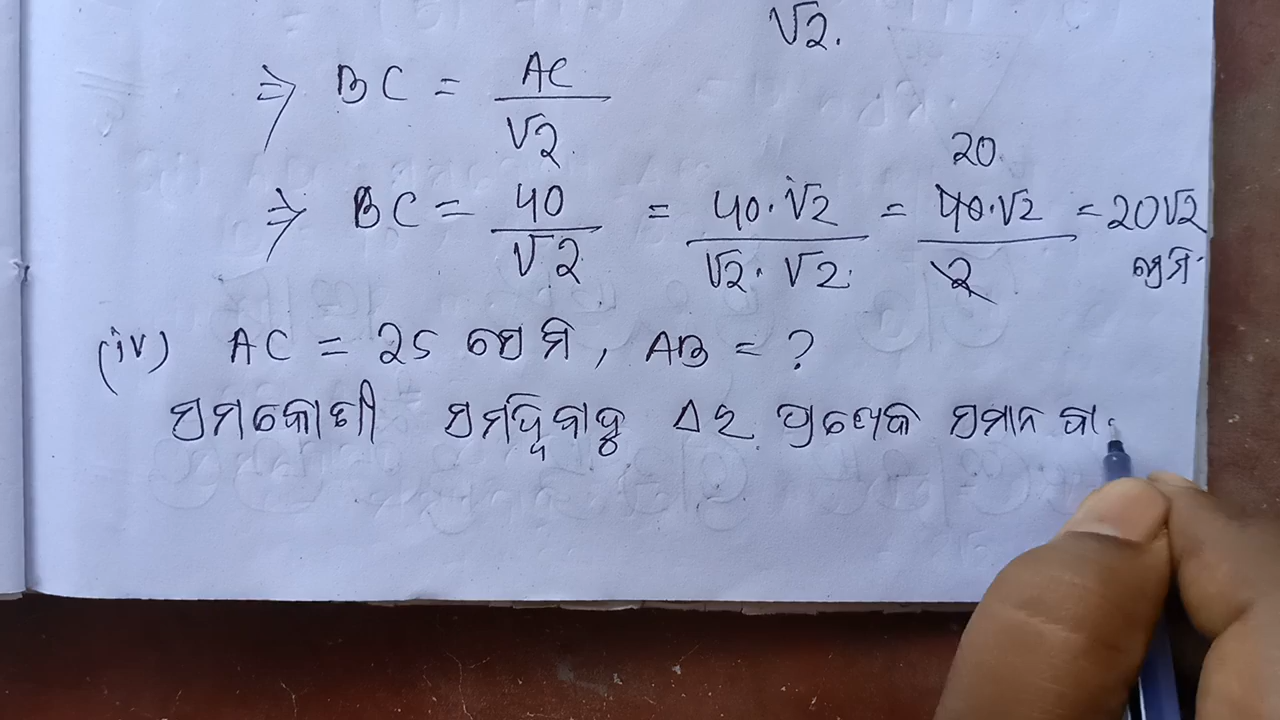 √2.
⇒ BC = AC / √2
⇒ BC = 40 / √2 = 40·√2 / √2·√2 = 40·√2 / 2 = 20√2
20
ସେମି
(iv) AC = 25 ସେମି, AB = ?
ସମକୋଣୀ ସମଦ୍ବିବାହୁ Δର ପ୍ରତ୍ୟେକ ସମାନ ବା